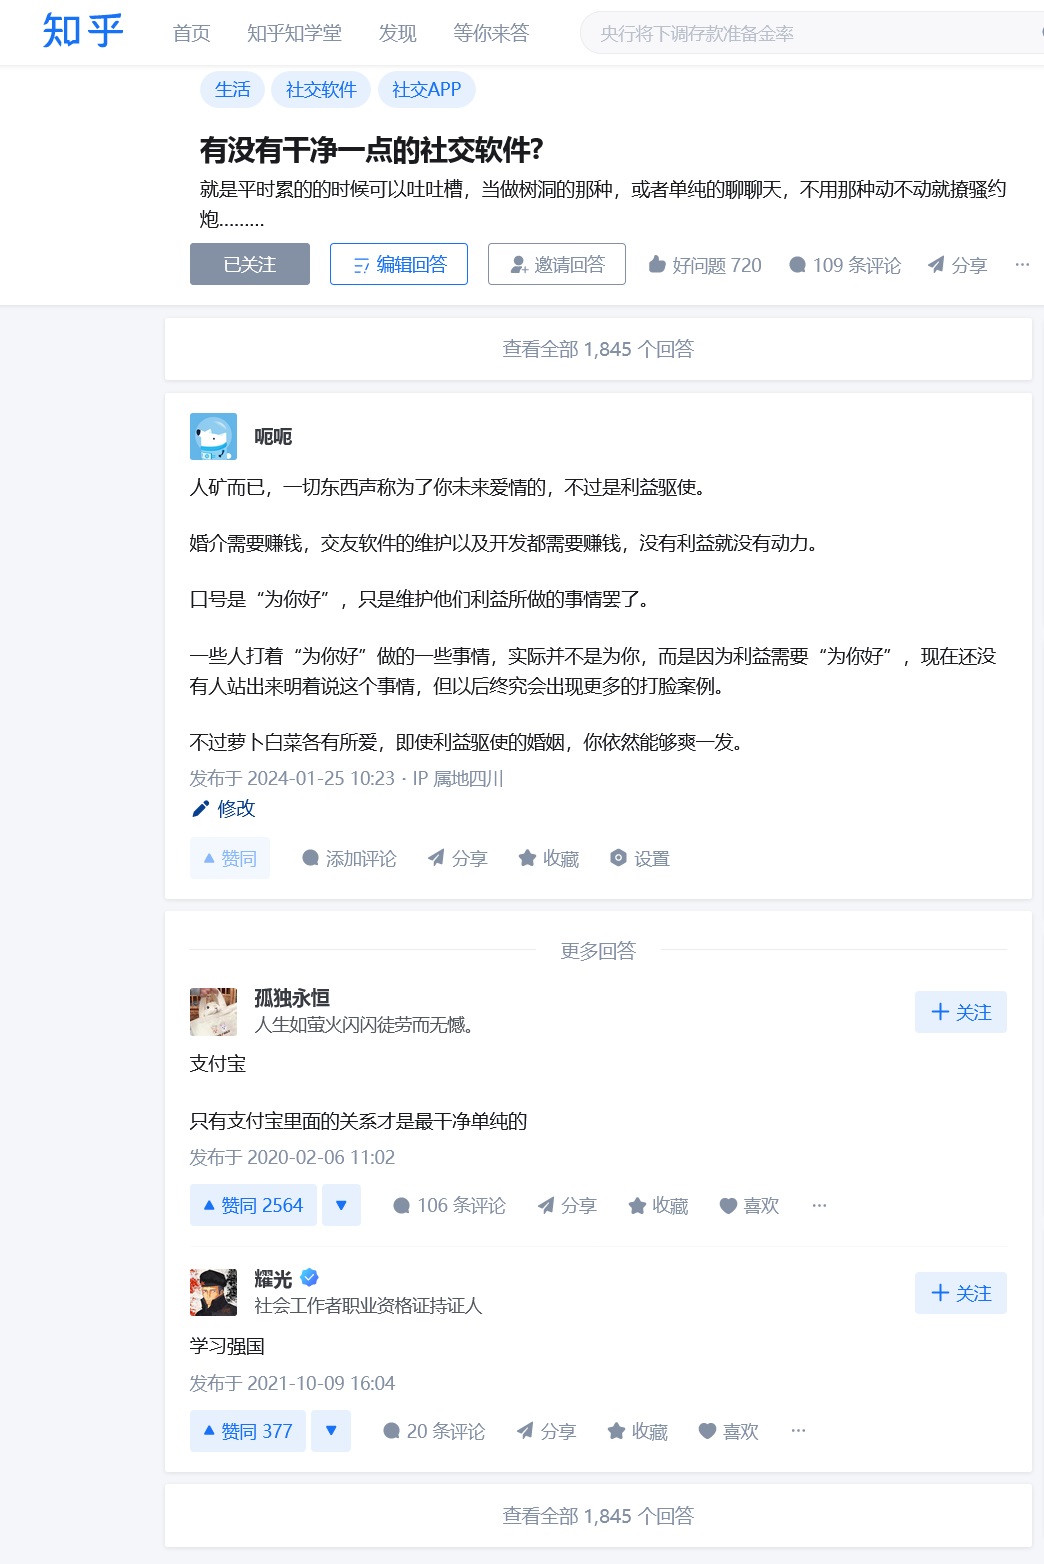 知乎 首页 知乎知学堂 发现 等你来答 央行将下调存款准备金率
生活 社交软件 社交APP
有没有干净一点的社交软件?
就是平时累的的时候可以吐吐槽，当做树洞的那种，或者单纯的聊聊天，不用那种动不动就撩骚约
炮.........
已关注 编辑回答 邀请回答 好问题 720 109 条评论 分享 ···
查看全部 1,845 个回答
呃呃
人矿而已，一切东西声称为了你未来爱情的，不过是利益驱使。
婚介需要赚钱，交友软件的维护以及开发都需要赚钱，没有利益就没有动力。
口号是“为你好”，只是维护他们利益所做的事情罢了。
一些人打着“为你好”做的一些事情，实际并不是为你，而是因为利益需要“为你好”，现在还没
有人站出来明着说这个事情，但以后终究会出现更多的打脸案例。
不过萝卜白菜各有所爱，即使利益驱使的婚姻，你依然能够爽一发。
发布于 2024-01-25 10:23 · IP 属地四川
修改
赞同 添加评论 分享 收藏 设置
更多回答
孤独永恒
人生如萤火闪闪徒劳而无憾。
关注
支付宝
只有支付宝里面的关系才是最干净单纯的
发布于 2020-02-06 11:02
赞同 2564 106 条评论 分享 收藏 喜欢 ···
耀光
社会工作者职业资格证持证人
关注
学习强国
发布于 2021-10-09 16:04
赞同 377 20 条评论 分享 收藏 喜欢 ···
查看全部 1,845 个回答